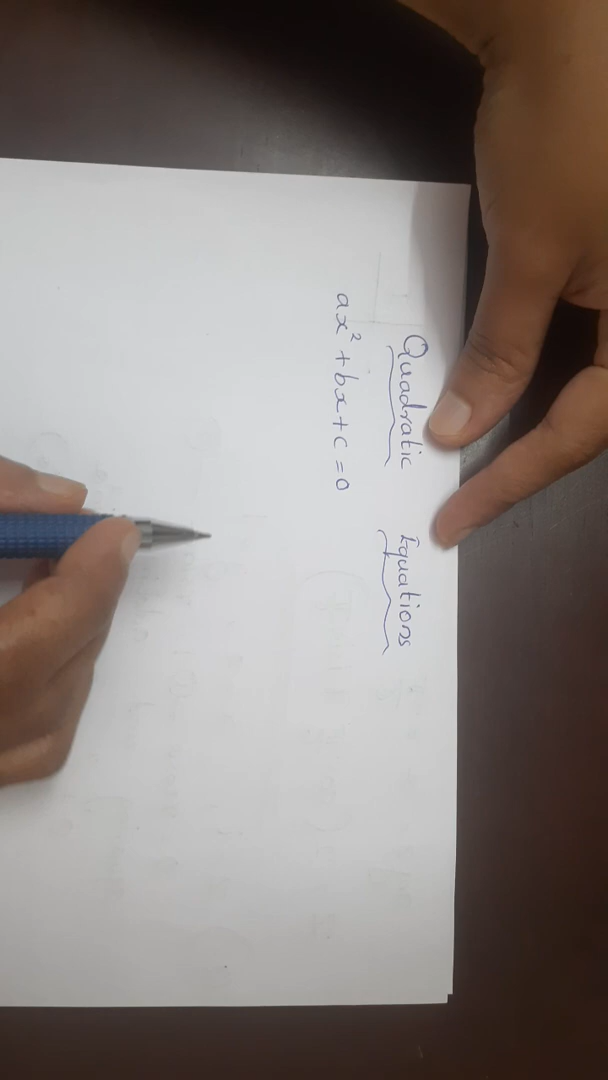 Quadratic Equations
ax² + bx + c = 0